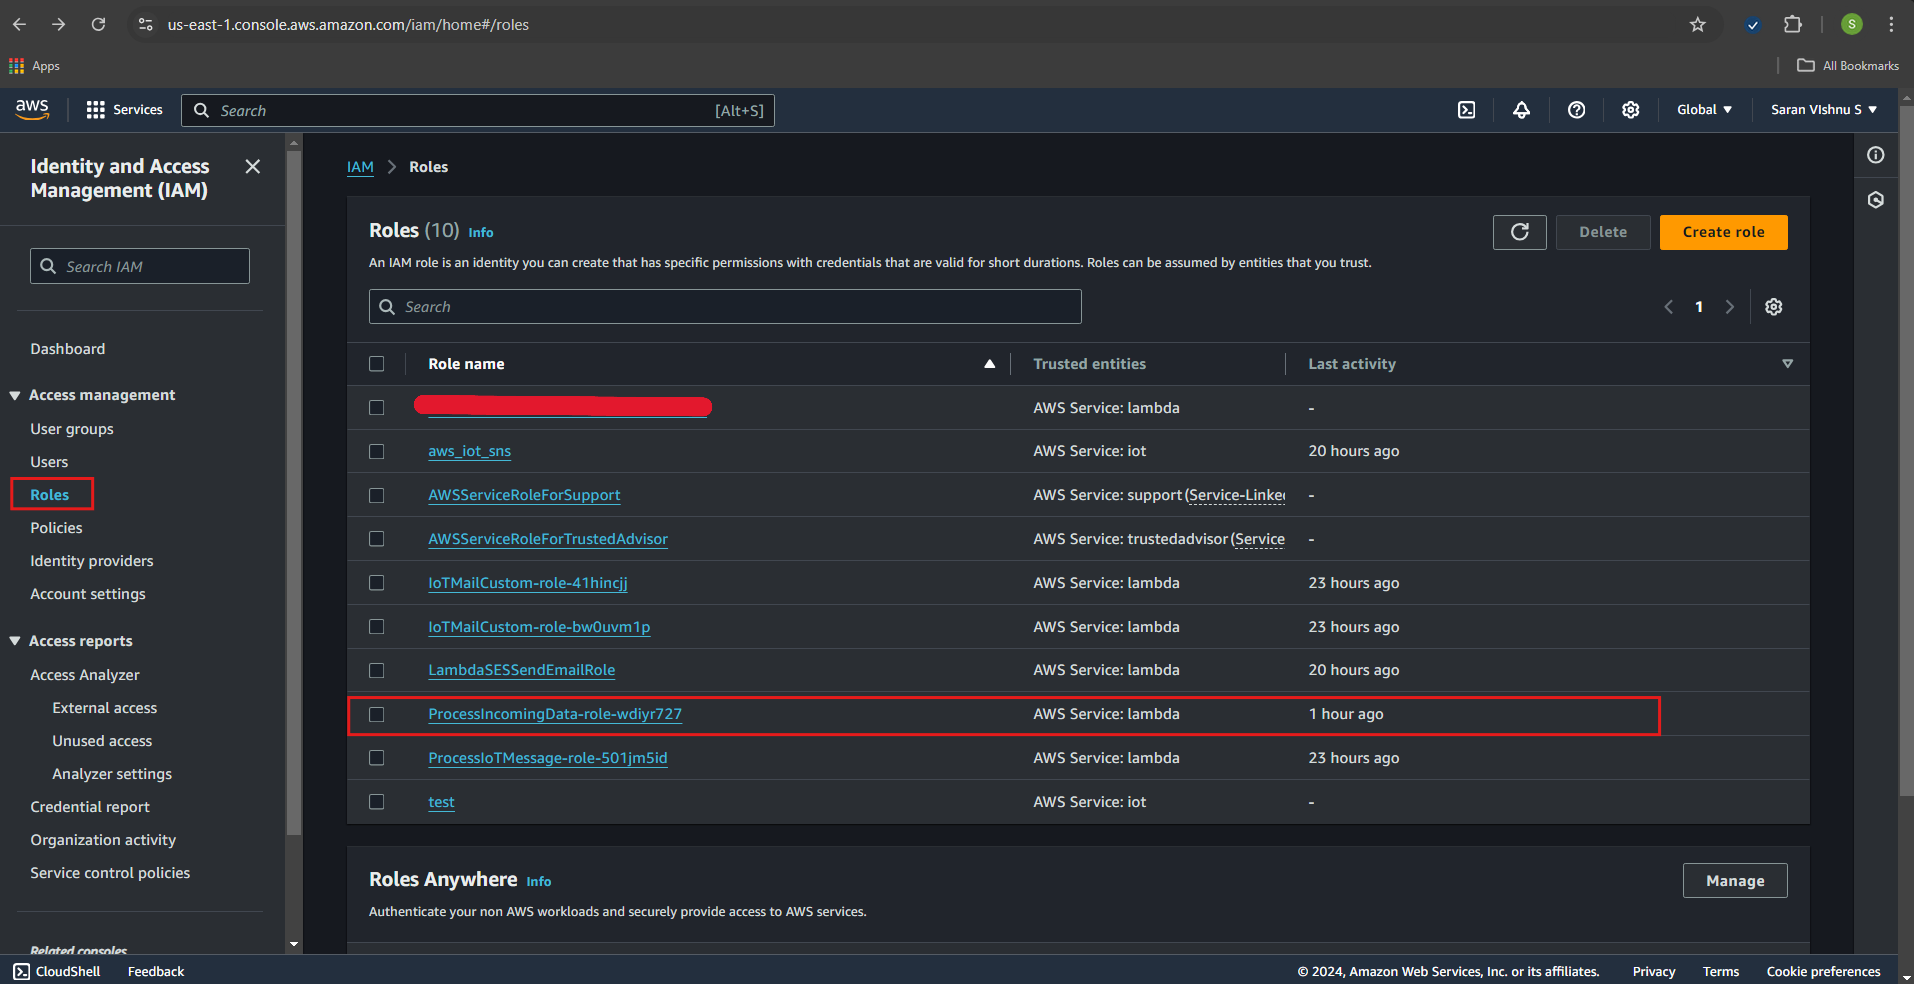 us-east-1.console.aws.amazon.com/iam/home#/roles
S
Apps
All Bookmarks
aws
Services
Search
[Alt+S]
Global
Saran VIshnu S
Identity and Access
Management (IAM)
Search IAM
Dashboard
Access management
User groups
Users
Roles
Policies
Identity providers
Account settings
Access reports
Access Analyzer
External access
Unused access
Analyzer settings
Credential report
Organization activity
Service control policies
Related consoles
IAM > Roles
Roles (10) Info
Delete
Create role
An IAM role is an identity you can create that has specific permissions with credentials that are valid for short durations. Roles can be assumed by entities that you trust.
Search
1
Role name Trusted entities Last activity
AWS Service: lambda -
aws_iot_sns AWS Service: iot 20 hours ago
AWSServiceRoleForSupport AWS Service: support (Service-Linke -
AWSServiceRoleForTrustedAdvisor AWS Service: trustedadvisor (Service -
IoTMailCustom-role-41hincjj AWS Service: lambda 23 hours ago
IoTMailCustom-role-bw0uvm1p AWS Service: lambda 23 hours ago
LambdaSESSendEmailRole AWS Service: lambda 20 hours ago
ProcessIncomingData-role-wdiyr727 AWS Service: lambda 1 hour ago
ProcessIoTMessage-role-501jm5id AWS Service: lambda 23 hours ago
test AWS Service: iot -
Roles Anywhere Info
Manage
Authenticate your non AWS workloads and securely provide access to AWS services.
CloudShell Feedback
© 2024, Amazon Web Services, Inc. or its affiliates. Privacy Terms Cookie preferences